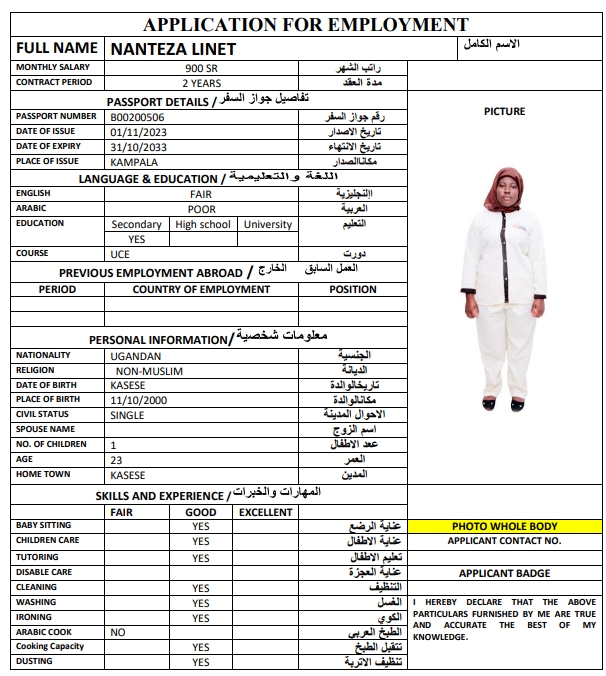 APPLICATION FOR EMPLOYMENT
FULL NAME NANTEZA LINET الاسم الكامل
MONTHLY SALARY 900 SR راتب الشهر
CONTRACT PERIOD 2 YEARS مدة العقد
PASSPORT DETAILS / تفاصيل جواز السفر
PICTURE
PASSPORT NUMBER B00200506 رقم جواز السفر
DATE OF ISSUE 01/11/2023 تاريخ الاصدار
DATE OF EXPIRY 31/10/2033 تاريخ الانتهاء
PLACE OF ISSUE KAMPALA مكاناالصدار
LANGUAGE & EDUCATION / اللغة والتعليمية
ENGLISH FAIR اإلنجليزية
ARABIC POOR العربية
EDUCATION Secondary High school University التعليم
YES
COURSE UCE دورت
PREVIOUS EMPLOYMENT ABROAD / العمل السابق الخارج
PERIOD COUNTRY OF EMPLOYMENT POSITION
PERSONAL INFORMATION/ معلومات شخصية
NATIONALITY UGANDAN الجنسية
RELIGION NON-MUSLIM الديانة
DATE OF BIRTH KASESE تاريخالوالدة
PLACE OF BIRTH 11/10/2000 مكانالوالدة
CIVIL STATUS SINGLE الاحوال المدينة
SPOUSE NAME اسم الزوج
NO. OF CHILDREN 1 عدد الاطفال
AGE 23 العمر
HOME TOWN KASESE المدين
SKILLS AND EXPERIENCE / المهارات والخبرات
FAIR GOOD EXCELLENT
BABY SITTING YES عناية الرضع
PHOTO WHOLE BODY
CHILDREN CARE YES عناية الاطفال
APPLICANT CONTACT NO.
TUTORING YES تعليم الاطفال
DISABLE CARE عناية العجزة
APPLICANT BADGE
CLEANING YES التنظيف
WASHING YES الغسل
IRONING YES الكوي
ARABIC COOK NO الطبخ العربي
Cooking Capacity YES تتقبل الطبخ
DUSTING YES تنظيف الاتربة
I HEREBY DECLARE THAT THE ABOVE
PARTICULARS FURNISHED BY ME ARE TRUE
AND ACCURATE THE BEST OF MY
KNOWLEDGE.